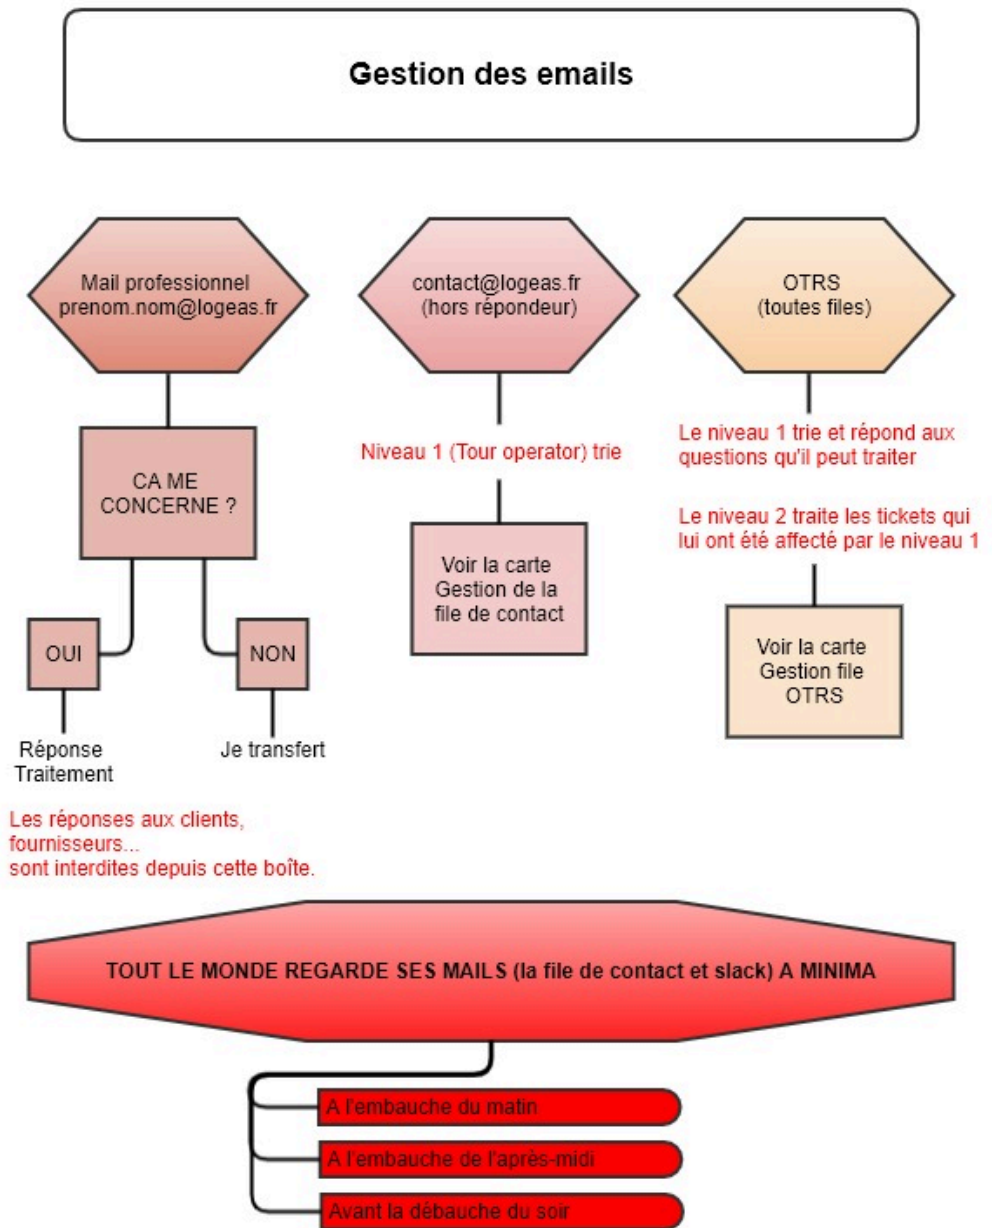 Gestion des emails
Mail professionnel
prenom.nom@logeas.fr
contact@logeas.fr
(hors répondeur)
OTRS
(toutes files)
CA ME
CONCERNE ?
OUI
NON
Réponse
Traitement
Je transfert
Les réponses aux clients,
fournisseurs...
sont interdites depuis cette boîte.
Niveau 1 (Tour operator) trie
Voir la carte
Gestion de la
file de contact
Le niveau 1 trie et répond aux
questions qu'il peut traiter
Le niveau 2 traite les tickets qui
lui ont été affecté par le niveau 1
Voir la carte
Gestion file
OTRS
TOUT LE MONDE REGARDE SES MAILS (la file de contact et slack) A MINIMA
A l'embauche du matin
A l'embauche de l'après-midi
Avant la débauche du soir